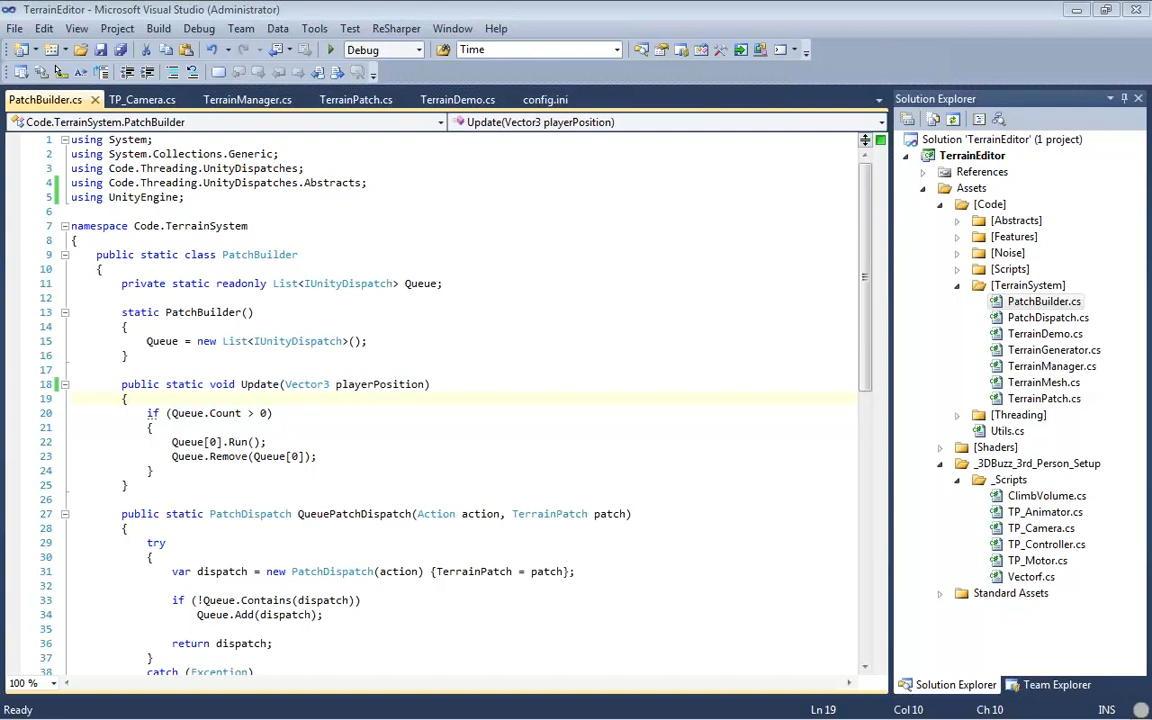 TerrainEditor - Microsoft Visual Studio (Administrator)
File Edit View Project Build Debug Team Data Tools Test ReSharper Window Help
Debug Time
PatchBuilder.cs TP_Camera.cs TerrainManager.cs TerrainPatch.cs TerrainDemo.cs config.ini
Code.TerrainSystem.PatchBuilder Update(Vector3 playerPosition)
1 using System;
2 using System.Collections.Generic;
3 using Code.Threading.UnityDispatches;
4 using Code.Threading.UnityDispatches.Abstracts;
5 using UnityEngine;
6
7 namespace Code.TerrainSystem
8 {
9 public static class PatchBuilder
10 {
11 private static readonly List<IUnityDispatch> Queue;
12
13 static PatchBuilder()
14 {
15 Queue = new List<IUnityDispatch>();
16 }
17
18 public static void Update(Vector3 playerPosition)
19 {
20 if (Queue.Count > 0)
21 {
22 Queue[0].Run();
23 Queue.Remove(Queue[0]);
24 }
25 }
26
27 public static PatchDispatch QueuePatchDispatch(Action action, TerrainPatch patch)
28 {
29 try
30 {
31 var dispatch = new PatchDispatch(action) {TerrainPatch = patch};
32
33 if (!Queue.Contains(dispatch))
34 Queue.Add(dispatch);
35
36 return dispatch;
37 }
38 catch (Exception)
100 %
Solution Explorer
Solution 'TerrainEditor' (1 project)
TerrainEditor
References
Assets
[Code]
[Abstracts]
[Features]
[Noise]
[Scripts]
[TerrainSystem]
PatchBuilder.cs
PatchDispatch.cs
TerrainDemo.cs
TerrainGenerator.cs
TerrainManager.cs
TerrainMesh.cs
TerrainPatch.cs
[Threading]
Utils.cs
[Shaders]
_3DBuzz_3rd_Person_Setup
_Scripts
ClimbVolume.cs
TP_Animator.cs
TP_Camera.cs
TP_Controller.cs
TP_Motor.cs
Vectorf.cs
Standard Assets
Solution Explorer Team Explorer
Ready Ln 19 Col 10 Ch 10 INS